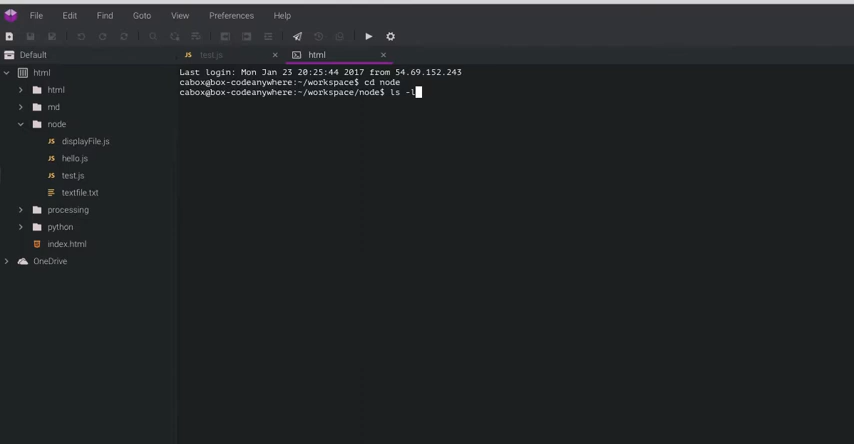 File Edit Find Goto View Preferences Help
Default
test.js
html
html
html
md
node
displayFile.js
hello.js
test.js
textfile.txt
processing
python
index.html
OneDrive
Last login: Mon Jan 23 20:25:44 2017 from 54.69.152.243
cabox@box-codeanywhere:~/workspace$ cd node
cabox@box-codeanywhere:~/workspace/node$ ls -l